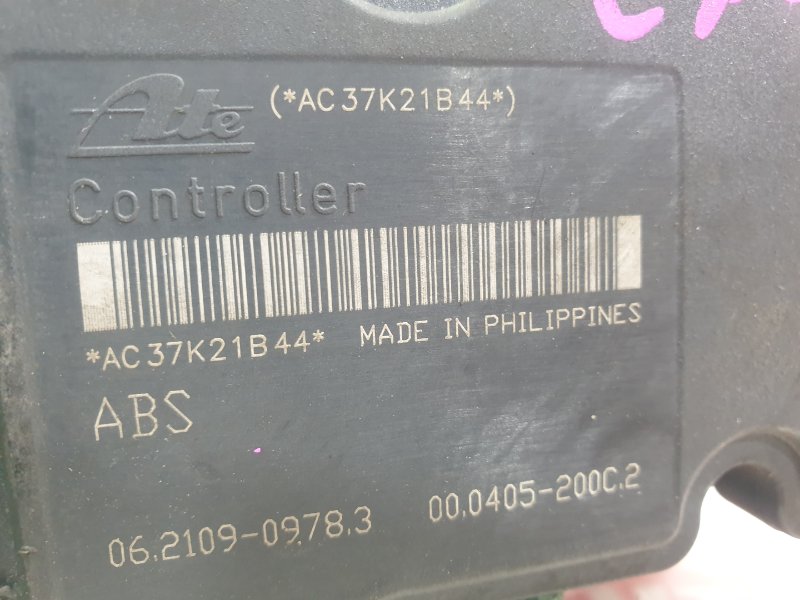 Ate (*AC37K21B44*)
Controller
*AC37K21B44* MADE IN PHILIPPINES
ABS
06.2109-0978.3 00.0405-200C.2